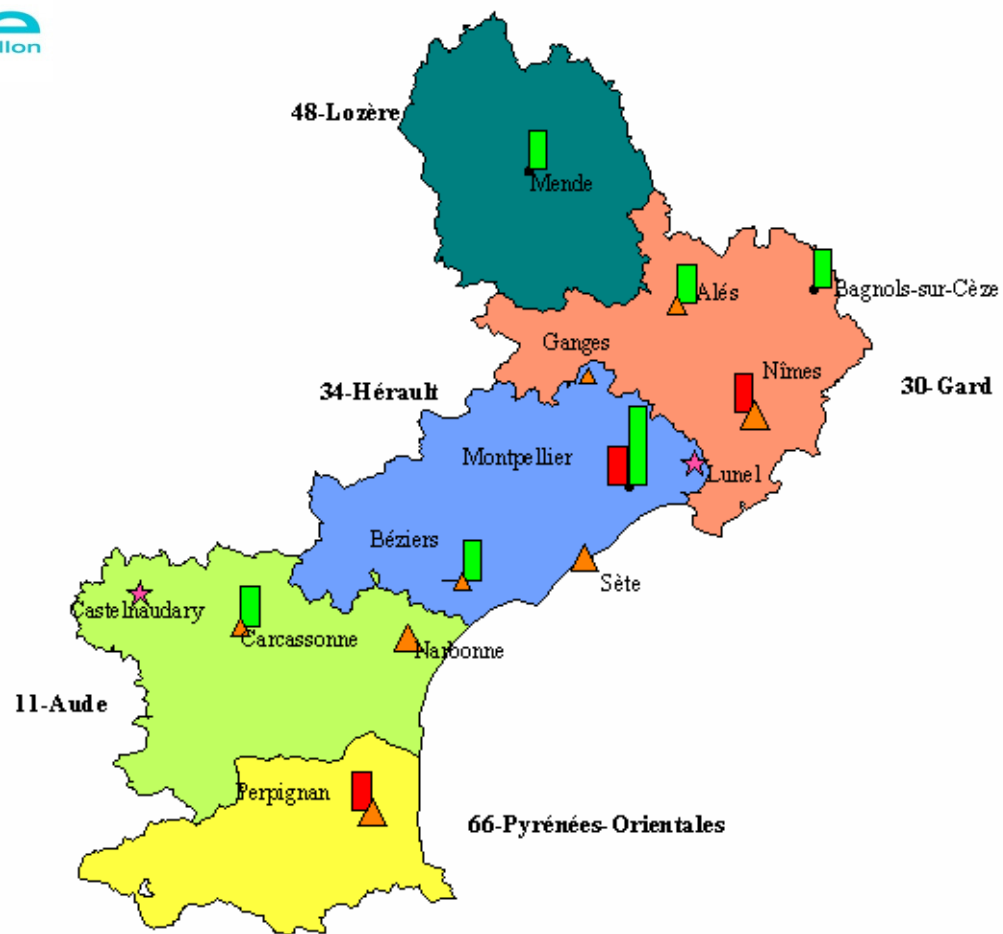 llon
48-Lozère
Mende
Alés
Bagnols-sur-Cèze
Ganges
Nîmes
34-Hérault
30-Gard
Montpellier
Lunel
Béziers
Sète
Castelnaudary
Carcassonne
Narbonne
11-Aude
Perpignan
66-Pyrénées-Orientales